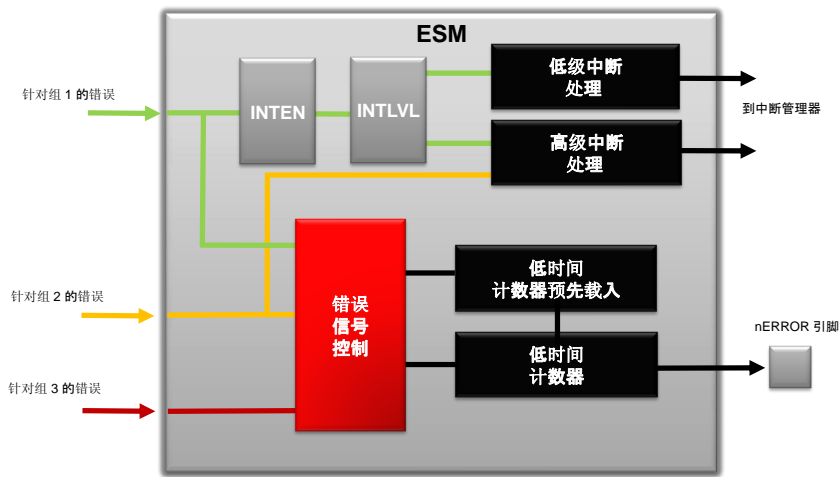 ESM
针对组 1 的错误
INTEN
INTLVL
低级中断
处理
到中断管理器
高级中断
处理
针对组 2 的错误
错误
信号
控制
低时间
计数器预先载入
低时间
计数器
nERROR 引脚
针对组 3 的错误